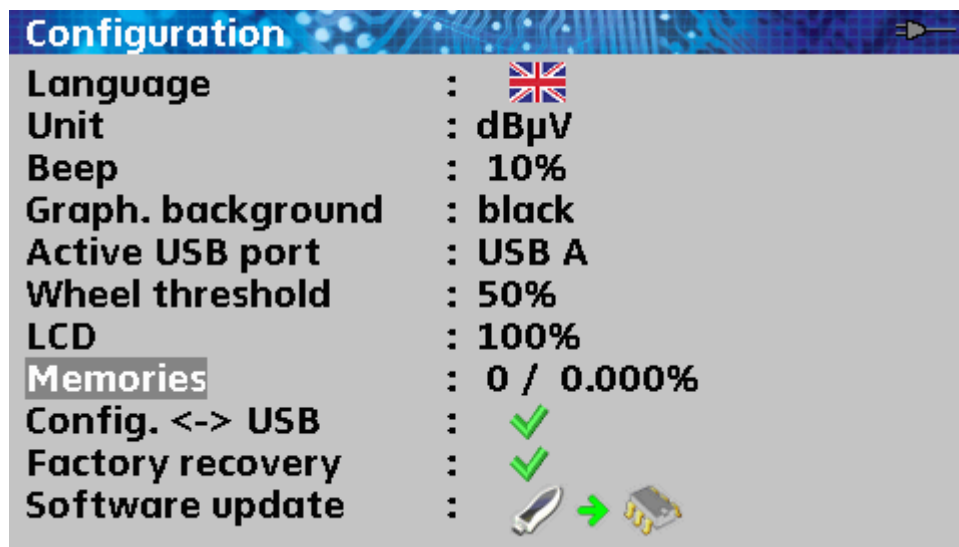 Configuration
Language :
Unit : dBµV
Beep : 10%
Graph. background : black
Active USB port : USB A
Wheel threshold : 50%
LCD : 100%
Memories : 0 / 0.000%
Config. <-> USB :
Factory recovery :
Software update :